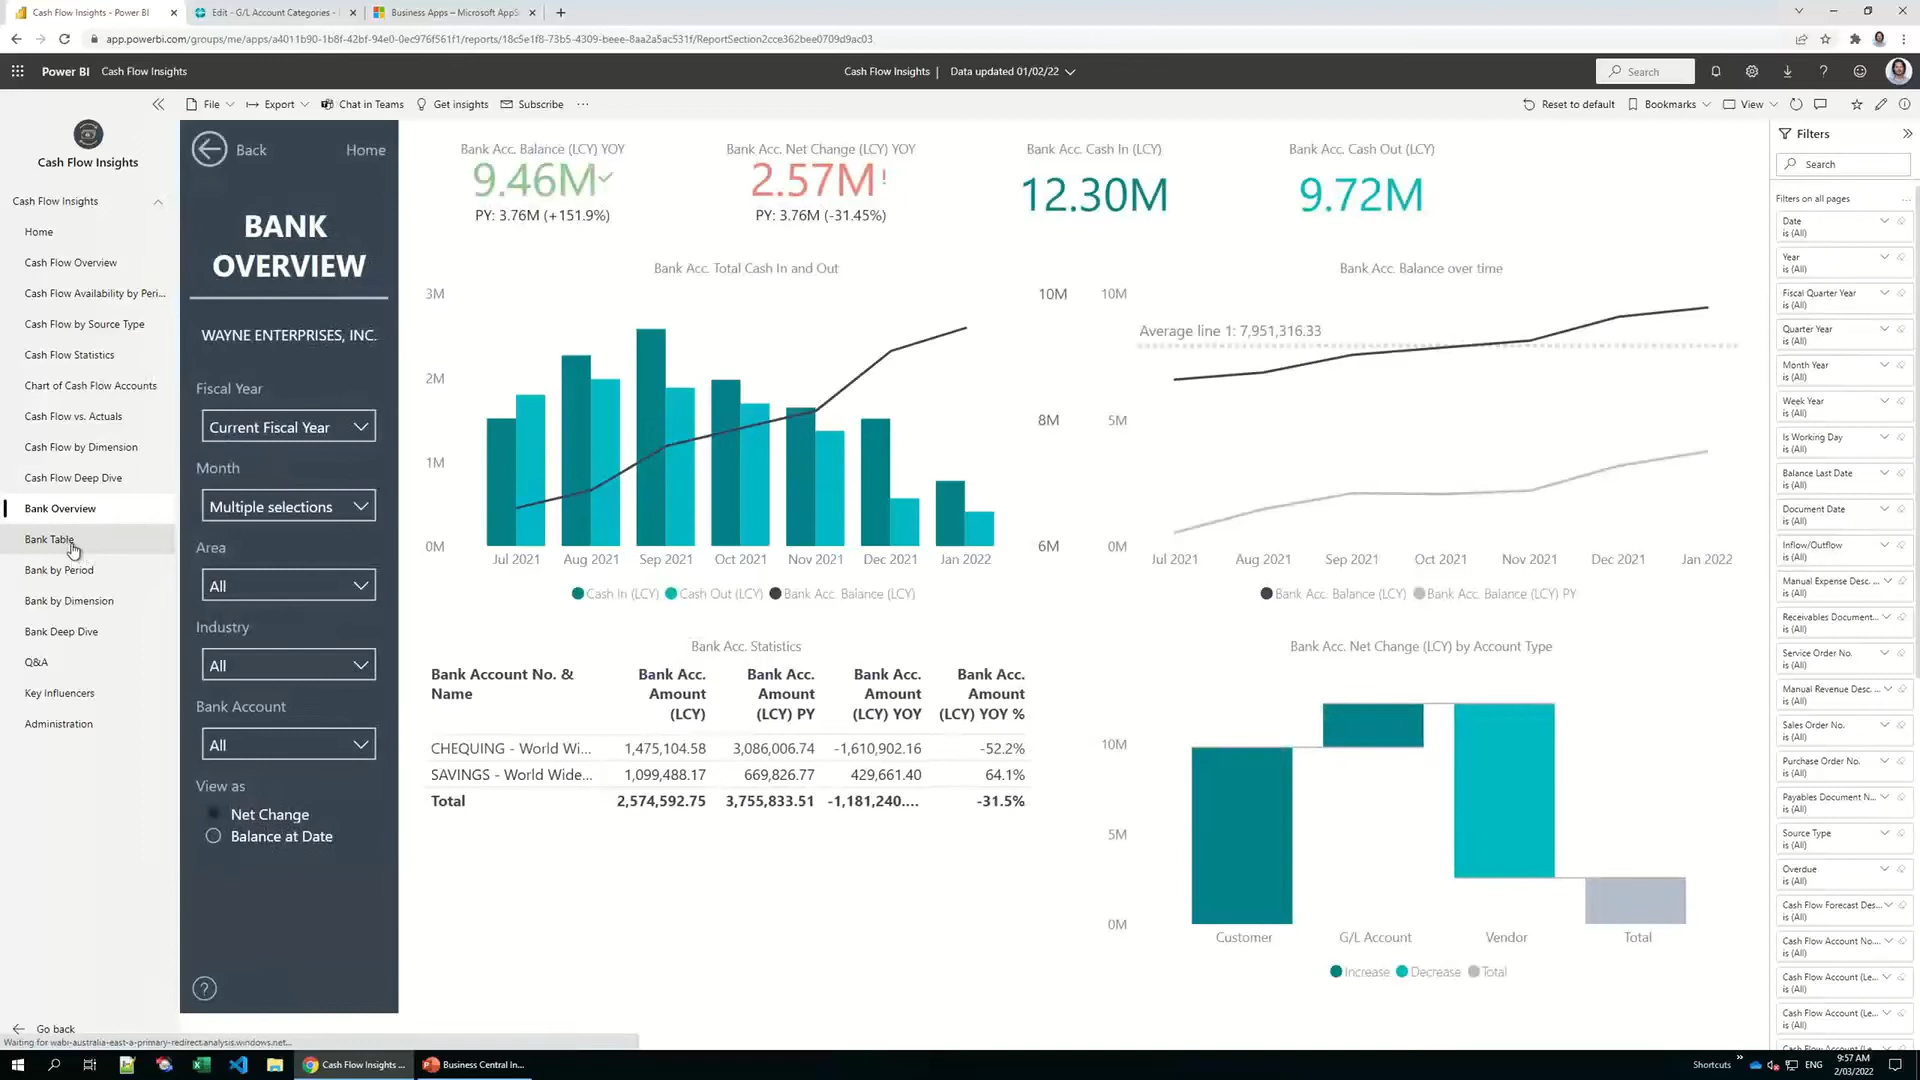 Cash Flow Insights - Power BI
Edit - G/L Account Categories -
Business Apps – Microsoft AppS
app.powerbi.com/groups/me/apps/a4011b90-1b8f-42bf-94e0-0ec976f561f1/reports/18c5e1f8-73b5-4309-beee-8aa2a5ac531f/ReportSection2cce362bee0709d9ac03
Power BI Cash Flow Insights
Cash Flow Insights | Data updated 01/02/22
Search
File Export Chat in Teams Get insights Subscribe ...
Reset to default Bookmarks View
Cash Flow Insights
Cash Flow Insights
Home
Cash Flow Overview
Cash Flow Availability by Peri...
Cash Flow by Source Type
Cash Flow Statistics
Chart of Cash Flow Accounts
Cash Flow vs. Actuals
Cash Flow by Dimension
Cash Flow Deep Dive
Bank Overview
Bank Table
Bank by Period
Bank by Dimension
Bank Deep Dive
Q&A
Key Influencers
Administration
Go back
Waiting for wabi-australia-east-a-primary-redirect.analysis.windows.net...
Back Home
BANK
OVERVIEW
WAYNE ENTERPRISES, INC.
Fiscal Year
Current Fiscal Year
Month
Multiple selections
Area
All
Industry
All
Bank Account
All
View as
Net Change
Balance at Date
?
Bank Acc. Balance (LCY) YOY
9.46M
PY: 3.76M (+151.9%)
Bank Acc. Net Change (LCY) YOY
2.57M!
PY: 3.76M (-31.45%)
Bank Acc. Cash In (LCY)
12.30M
Bank Acc. Cash Out (LCY)
9.72M
Bank Acc. Total Cash In and Out
3M
2M
1M
0M
10M
8M
6M
Jul 2021 Aug 2021 Sep 2021 Oct 2021 Nov 2021 Dec 2021 Jan 2022
Cash In (LCY) Cash Out (LCY) Bank Acc. Balance (LCY)
Bank Acc. Balance over time
10M
5M
0M
Average line 1: 7,951,316.33
Jul 2021 Aug 2021 Sep 2021 Oct 2021 Nov 2021 Dec 2021 Jan 2022
Bank Acc. Balance (LCY) Bank Acc. Balance (LCY) PY
Bank Acc. Statistics
Bank Account No. & Bank Acc. Bank Acc. Bank Acc. Bank Acc.
Name Amount Amount Amount Amount
(LCY) (LCY) PY (LCY) YOY (LCY) YOY %
CHEQUING - World Wi... 1,475,104.58 3,086,006.74 -1,610,902.16 -52.2%
SAVINGS - World Wide... 1,099,488.17 669,826.77 429,661.40 64.1%
Total 2,574,592.75 3,755,833.51 -1,181,240.... -31.5%
Bank Acc. Net Change (LCY) by Account Type
10M
5M
0M
Customer G/L Account Vendor Total
Increase Decrease Total
Filters
Search
Filters on all pages ...
Date
is (All)
Year
is (All)
Fiscal Quarter Year
is (All)
Quarter Year
is (All)
Month Year
is (All)
Week Year
is (All)
Is Working Day
is (All)
Balance Last Date
is (All)
Document Date
is (All)
Inflow/Outflow
is (All)
Manual Expense Desc. ...
is (All)
Receivables Document...
is (All)
Service Order No.
is (All)
Manual Revenue Desc. ...
is (All)
Sales Order No.
is (All)
Purchase Order No.
is (All)
Payables Document N...
is (All)
Source Type
is (All)
Overdue
is (All)
Cash Flow Forecast Des...
is (All)
Cash Flow Account No....
is (All)
Cash Flow Account (Le...
is (All)
Cash Flow Account (Le...
is (All)
Cash Flow Insights ...
Business Central In...
Shortcuts
ENG
9:57 AM
2/03/2022